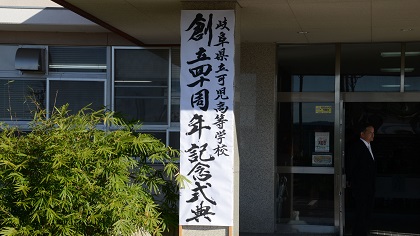 岐阜県立可児高等学校
創立四十周年記念式典